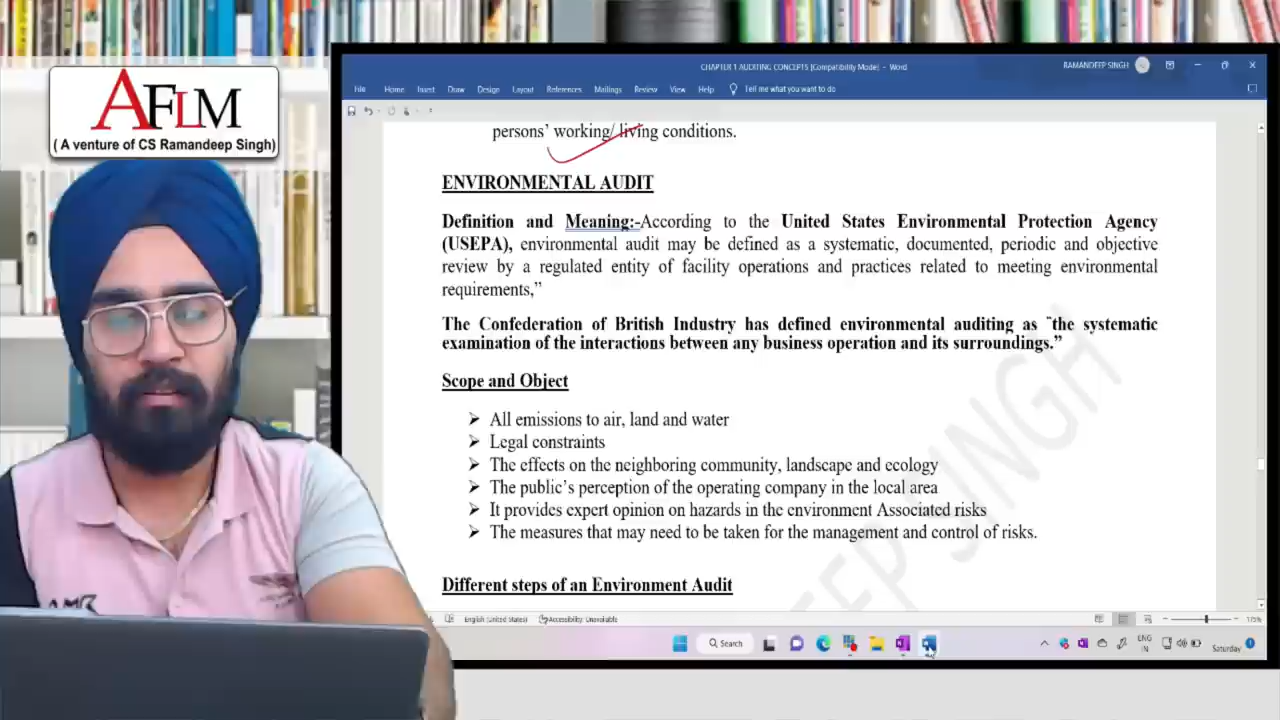 AFLM
( A venture of CS Ramandeep Singh)
CHAPTER 1 AUDITING CONCEPTS [Compatibility Mode] - Word
RAMANDEEP SINGH
File Home Insert Draw Design Layout References Mailings Review View Help Tell me what you want to do
persons' working/ living conditions.
ENVIRONMENTAL AUDIT
Definition and Meaning:-According to the United States Environmental Protection Agency
(USEPA), environmental audit may be defined as a systematic, documented, periodic and objective
review by a regulated entity of facility operations and practices related to meeting environmental
requirements,”
The Confederation of British Industry has defined environmental auditing as “the systematic
examination of the interactions between any business operation and its surroundings.”
Scope and Object
All emissions to air, land and water
Legal constraints
The effects on the neighboring community, landscape and ecology
The public's perception of the operating company in the local area
It provides expert opinion on hazards in the environment Associated risks
The measures that may need to be taken for the management and control of risks.
Different steps of an Environment Audit
DEEP SINGH
English (United States) Accessibility: Unavailable
175%
Search
ENG
IN
Saturday